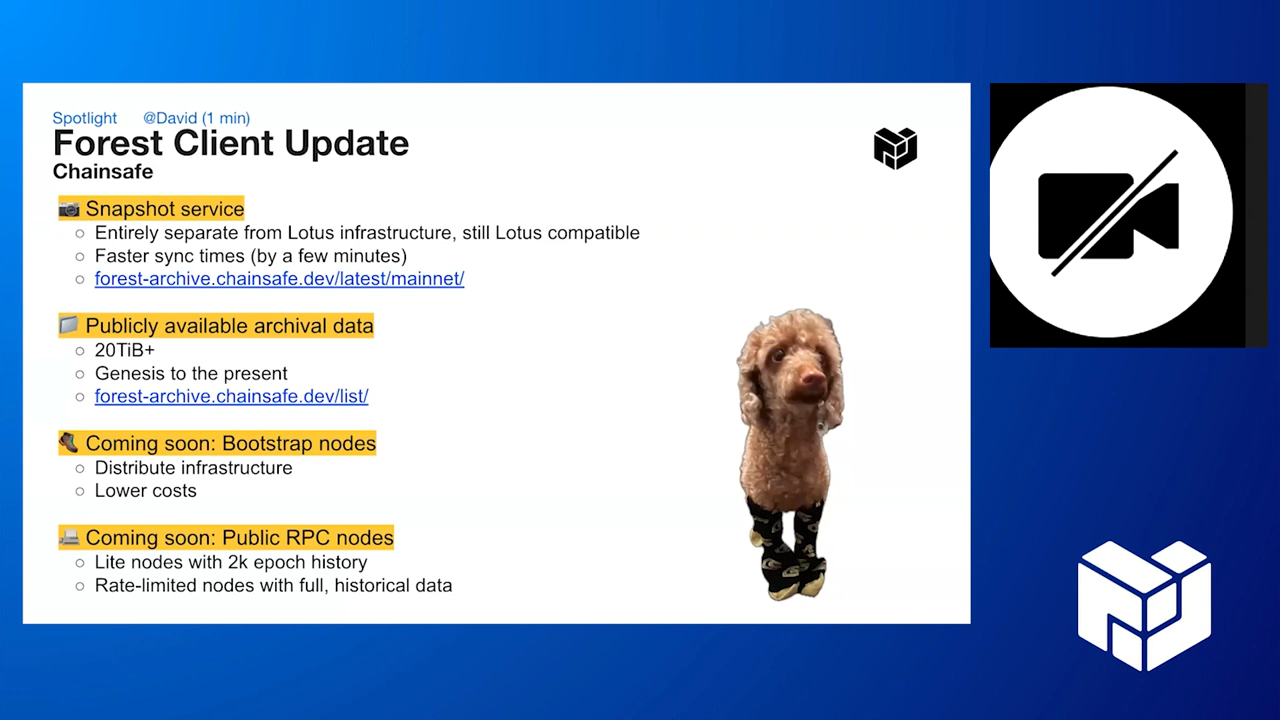 Spotlight @David (1 min)
Forest Client Update
Chainsafe
📷 Snapshot service
○ Entirely separate from Lotus infrastructure, still Lotus compatible
○ Faster sync times (by a few minutes)
○ forest-archive.chainsafe.dev/latest/mainnet/
📁 Publicly available archival data
○ 20TiB+
○ Genesis to the present
○ forest-archive.chainsafe.dev/list/
🥾 Coming soon: Bootstrap nodes
○ Distribute infrastructure
○ Lower costs
💻 Coming soon: Public RPC nodes
○ Lite nodes with 2k epoch history
○ Rate-limited nodes with full, historical data